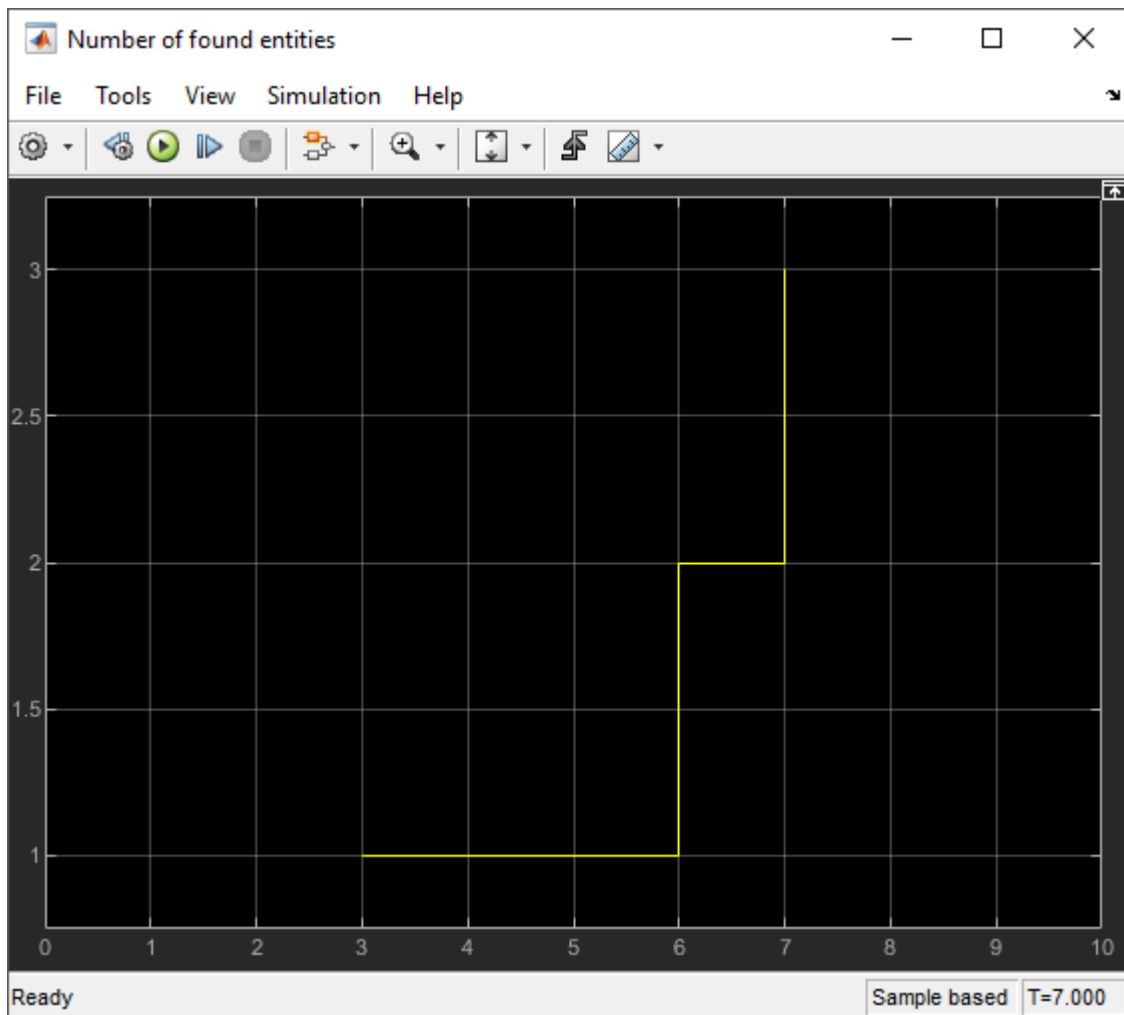 Number of found entities
File Tools View Simulation Help
3
2.5
2
1.5
1
0 1 2 3 4 5 6 7 8 9 10
Ready Sample based T=7.000